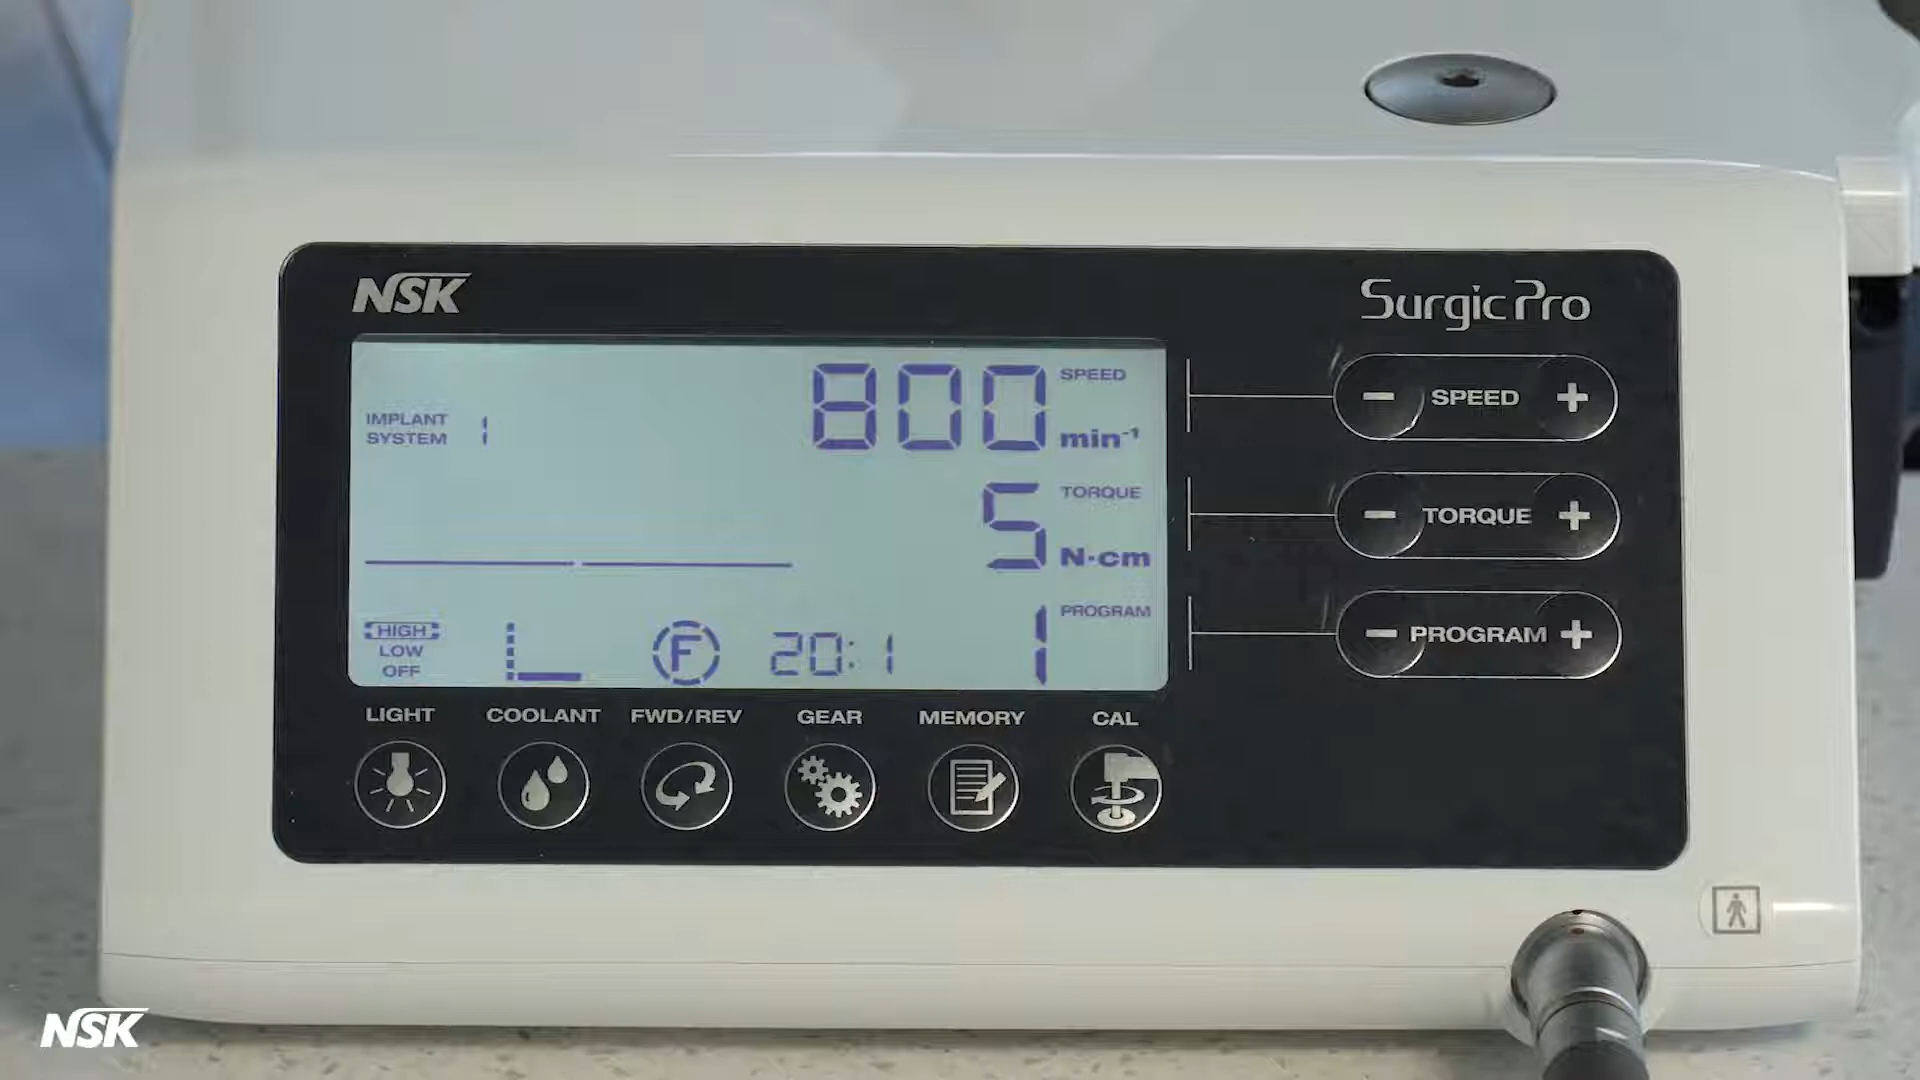 NSK
Surgic Pro
800 SPEED
min⁻¹
IMPLANT
SYSTEM 1
5 TORQUE
N·cm
1 PROGRAM
HIGH
LOW
OFF
L
F
20:1
- SPEED +
- TORQUE +
- PROGRAM +
LIGHT COOLANT FWD/REV GEAR MEMORY CAL
NSK